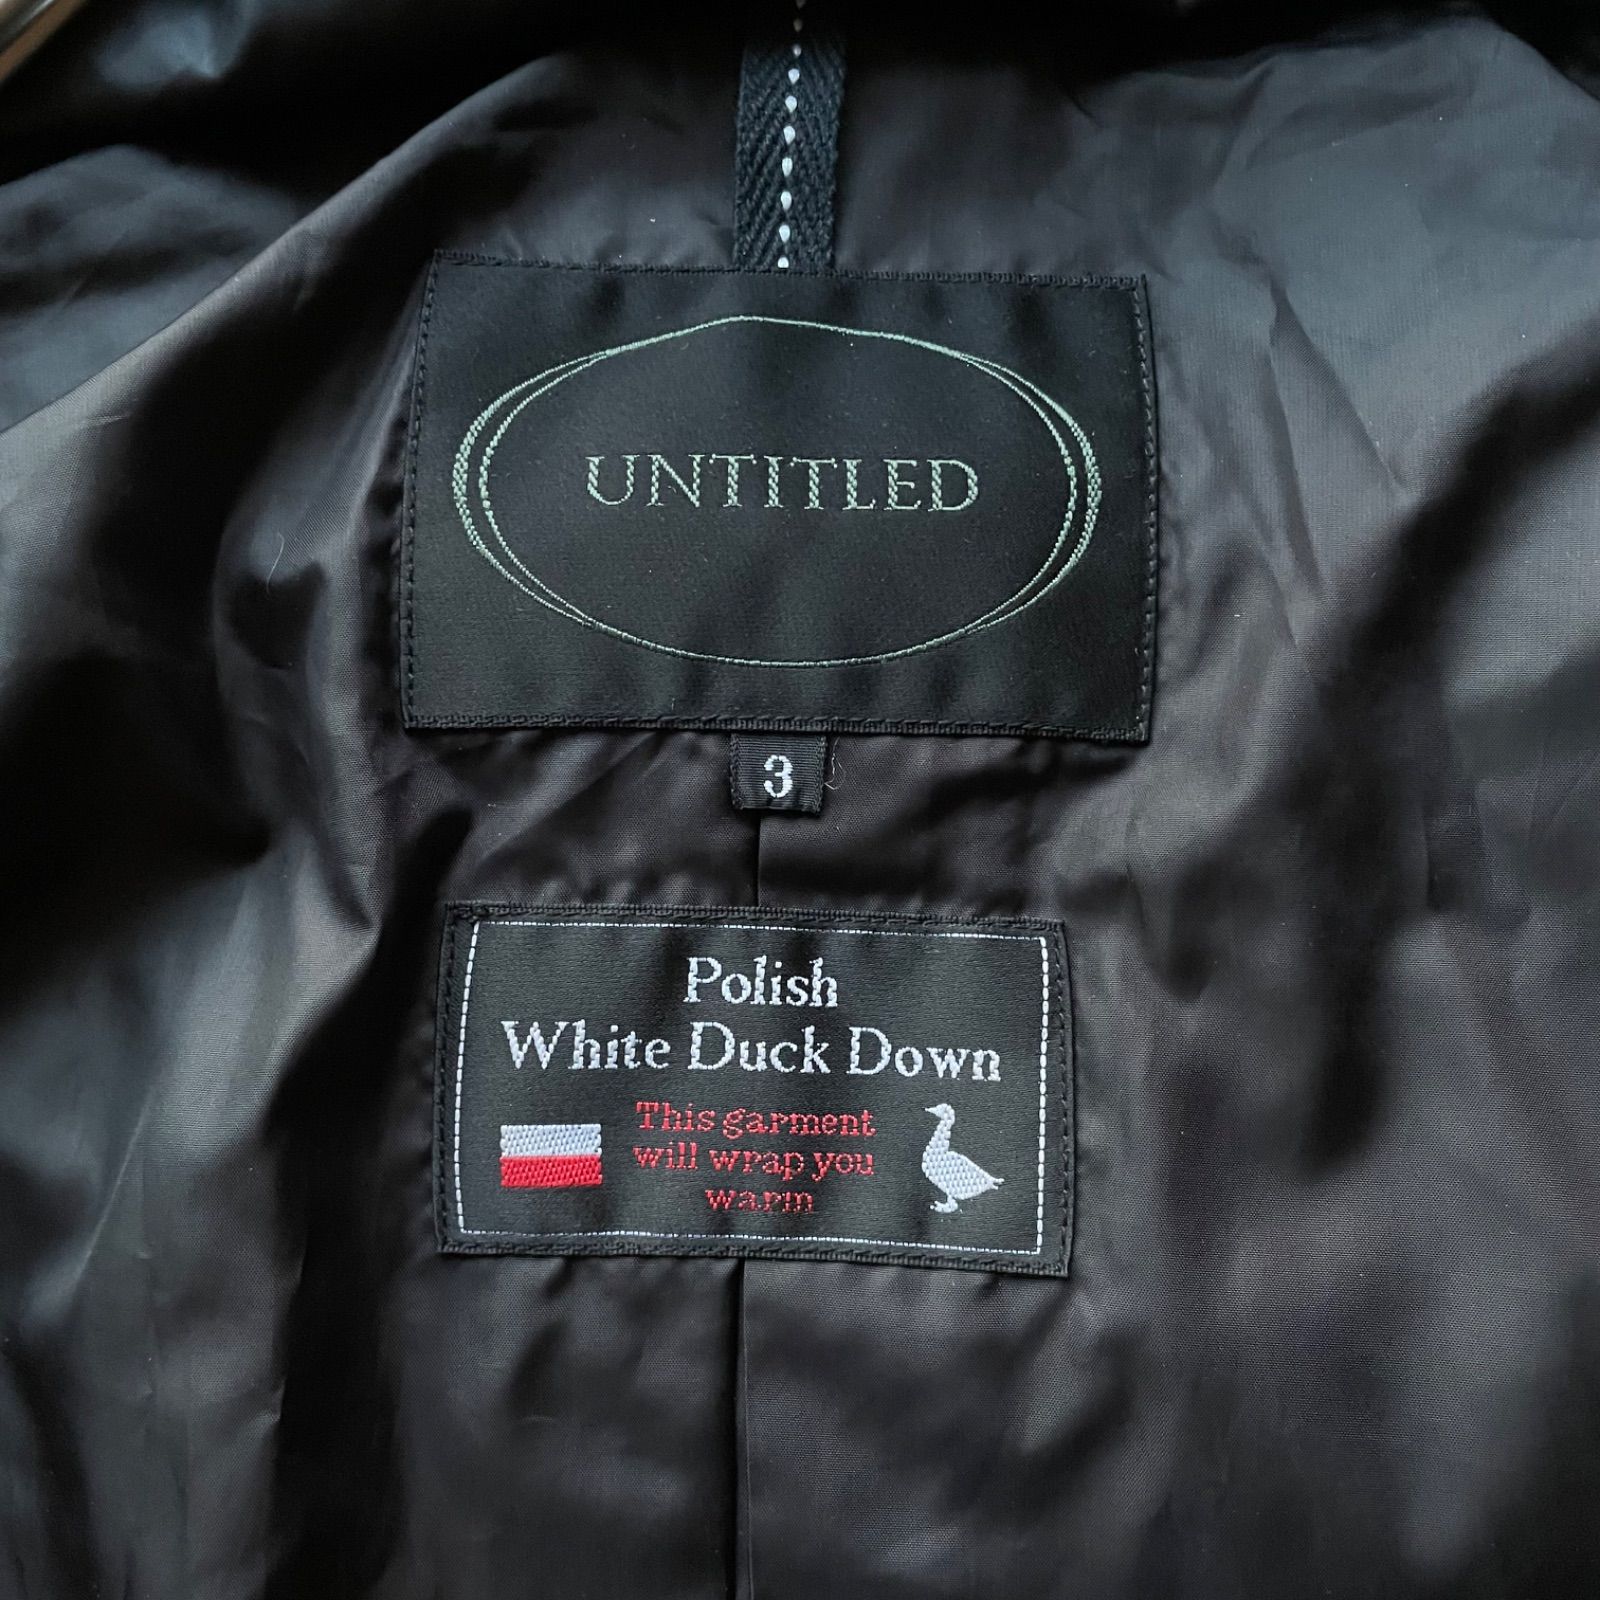 UNTITLED
3
Polish
White Duck Down
This garment
will wrap you
warm